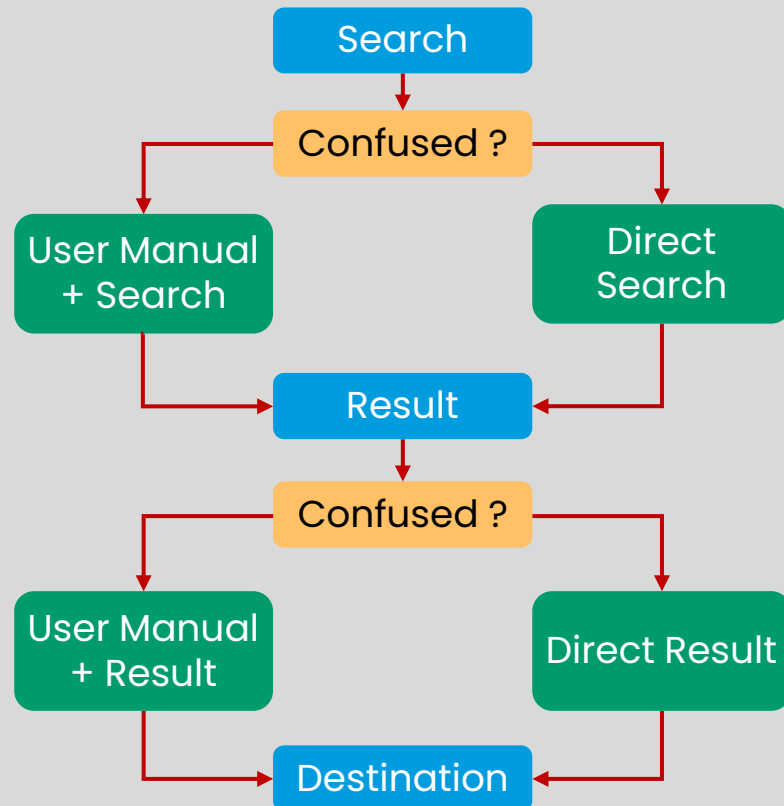 Search
Confused ?
User Manual
+ Search
Direct
Search
Result
Confused ?
User Manual
+ Result
Direct Result
Destination